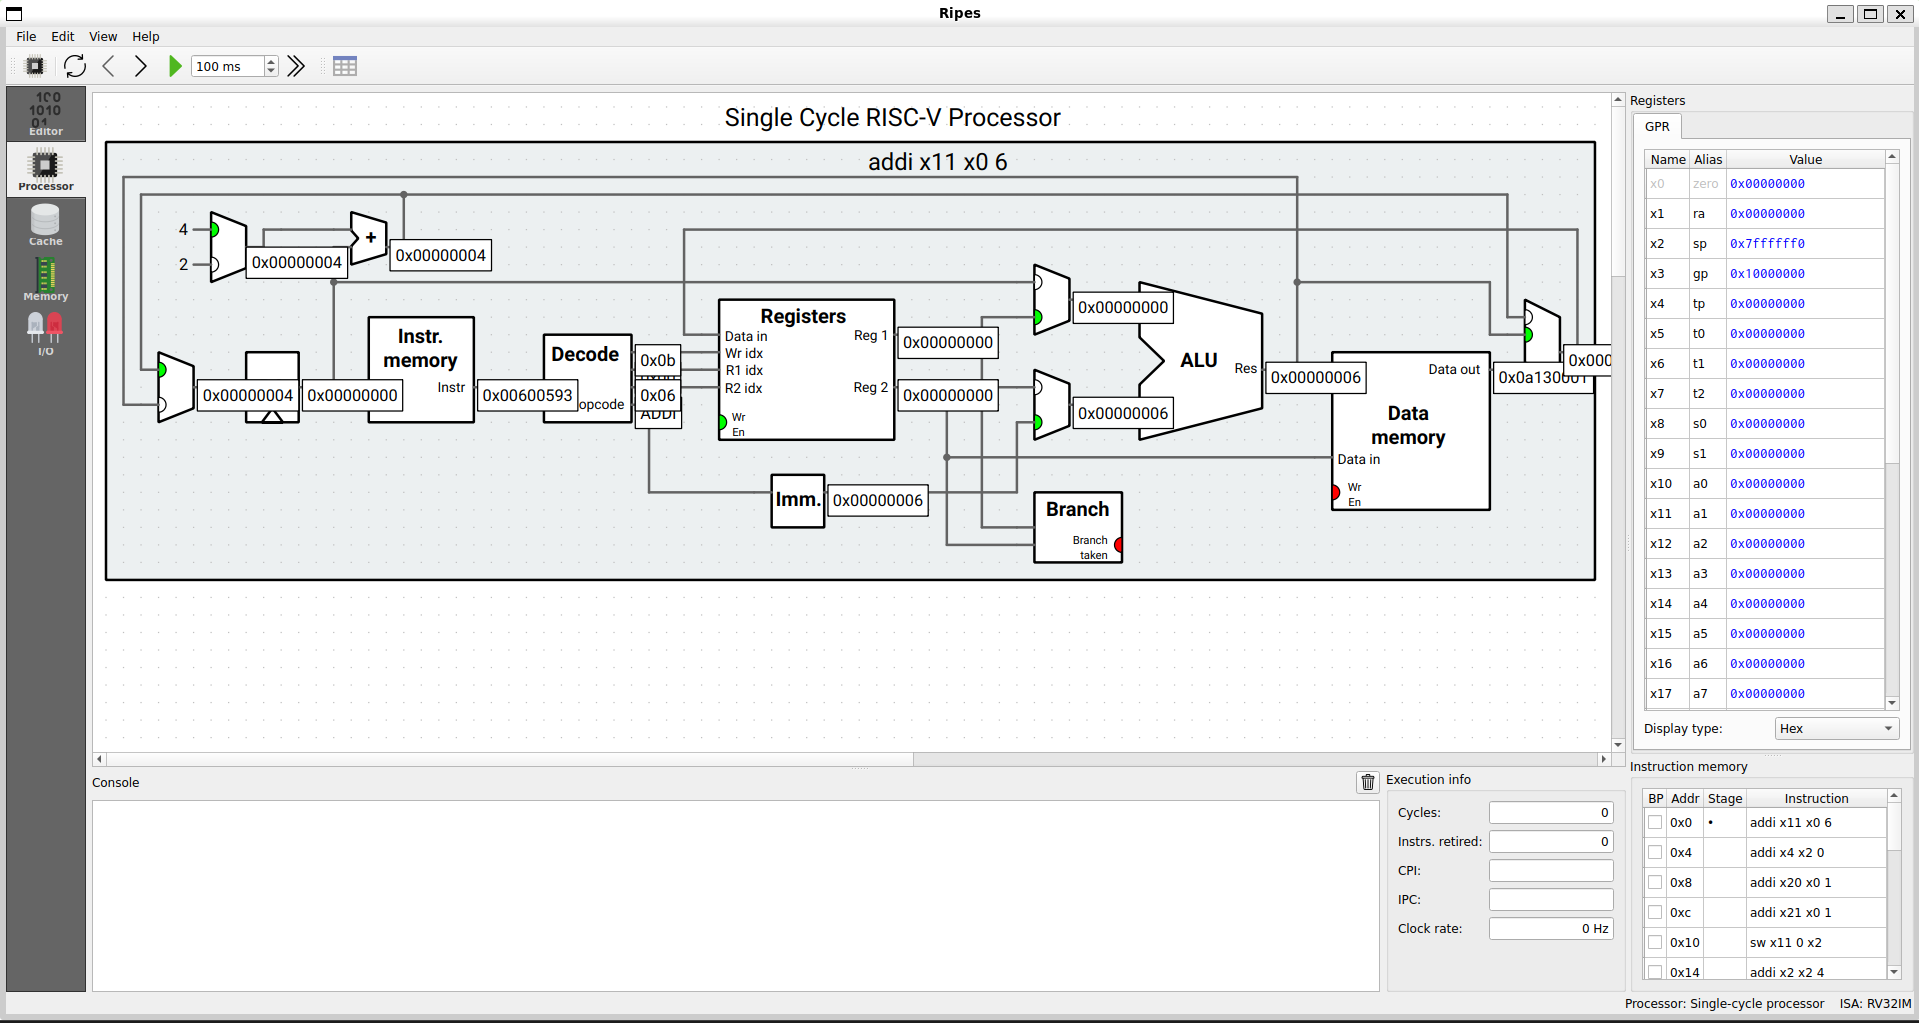 Ripes
File Edit View Help
100 ms
Editor
Processor
Cache
Memory
I/O
Single Cycle RISC-V Processor
addi x11 x0 6
4
2
+
0x00000004
0x00000004
0x00000004
0x00000000
Instr.
memory
Instr
0x00600593
Decode
opcode
0x0b
0x06
ADDI
Registers
Data in
Wr idx
R1 idx
R2 idx
Wr
En
Reg 1
Reg 2
0x00000000
0x00000000
Imm.
0x00000006
0x00000000
0x00000006
ALU
Res
0x00000006
Branch
Branch
taken
Data
memory
Data out
Data in
Wr
En
0x0a130001
0x000
Registers
GPR
Name Alias Value
x0 zero 0x00000000
x1 ra 0x00000000
x2 sp 0x7ffffff0
x3 gp 0x10000000
x4 tp 0x00000000
x5 t0 0x00000000
x6 t1 0x00000000
x7 t2 0x00000000
x8 s0 0x00000000
x9 s1 0x00000000
x10 a0 0x00000000
x11 a1 0x00000000
x12 a2 0x00000000
x13 a3 0x00000000
x14 a4 0x00000000
x15 a5 0x00000000
x16 a6 0x00000000
x17 a7 0x00000000
Display type: Hex
Console
Execution info
Cycles: 0
Instrs. retired: 0
CPI:
IPC:
Clock rate: 0 Hz
Instruction memory
BP Addr Stage Instruction
0x0 • addi x11 x0 6
0x4 addi x4 x2 0
0x8 addi x20 x0 1
0xc addi x21 x0 1
0x10 sw x11 0 x2
0x14 addi x2 x2 4
Processor: Single-cycle processor ISA: RV32IM